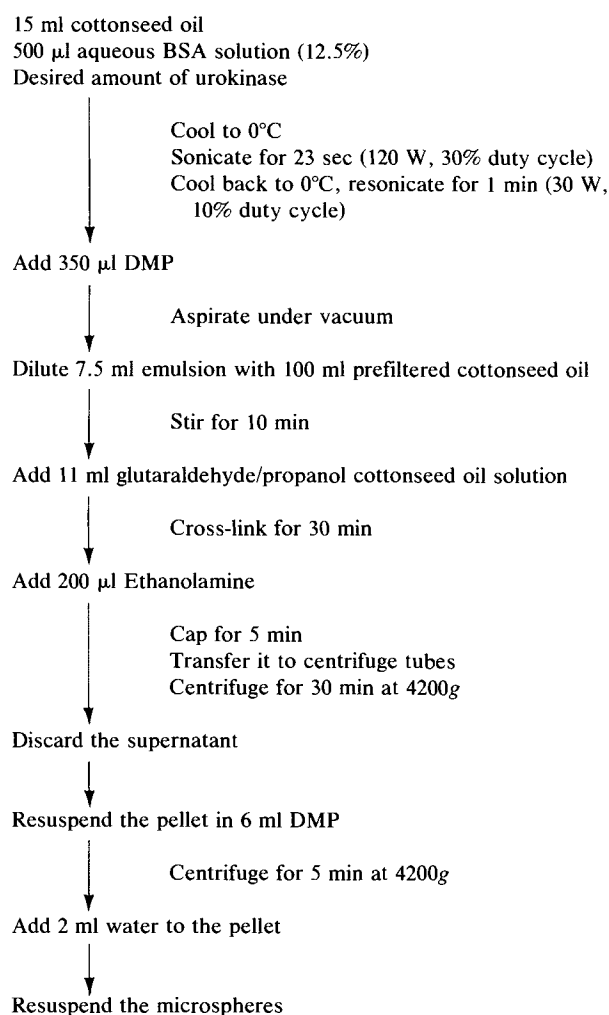 15 ml cottonseed oil
500 µl aqueous BSA solution (12.5%)
Desired amount of urokinase
Cool to 0°C
Sonicate for 23 sec (120 W, 30% duty cycle)
Cool back to 0°C, resonicate for 1 min (30 W,
10% duty cycle)
Add 350 µl DMP
Aspirate under vacuum
Dilute 7.5 ml emulsion with 100 ml prefiltered cottonseed oil
Stir for 10 min
Add 11 ml glutaraldehyde/propanol cottonseed oil solution
Cross-link for 30 min
Add 200 µl Ethanolamine
Cap for 5 min
Transfer it to centrifuge tubes
Centrifuge for 30 min at 4200g
Discard the supernatant
Resuspend the pellet in 6 ml DMP
Centrifuge for 5 min at 4200g
Add 2 ml water to the pellet
Resuspend the microspheres